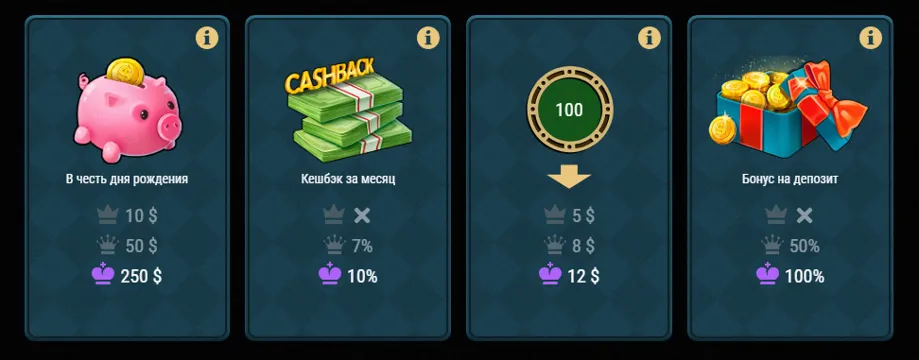 В честь дня рождения
10 $
50 $
250 $
CASHBACK
Кешбэк за месяц
7%
10%
100
5 $
8 $
12 $
Бонус на депозит
50%
100%